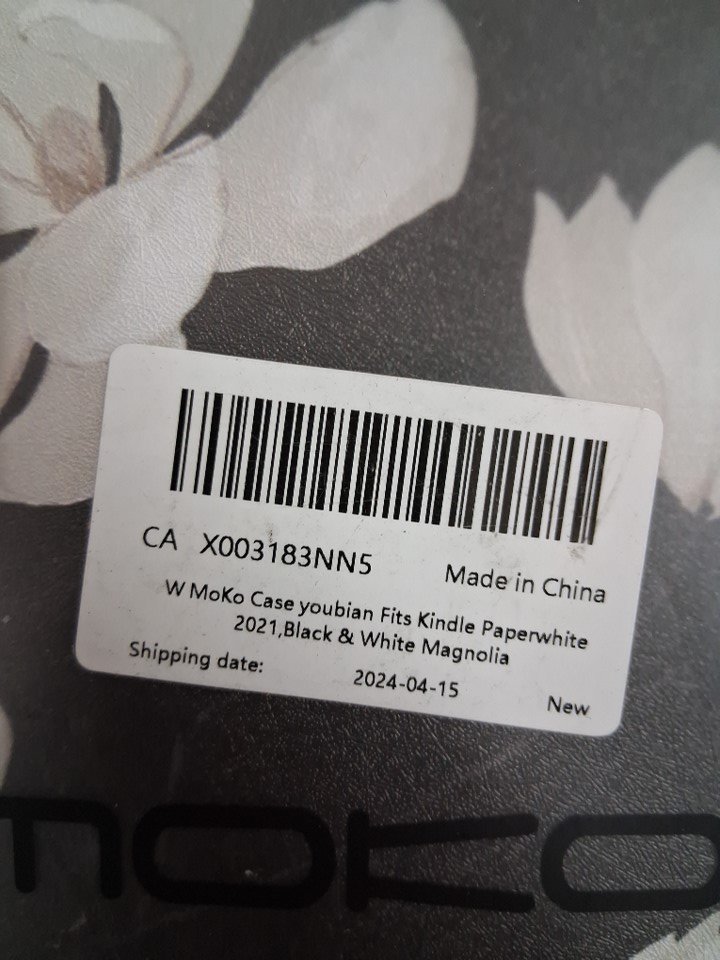 CA X003183NN5 Made in China
W MoKo Case youbian Fits Kindle Paperwhite
2021,Black & White Magnolia
Shipping date: 2024-04-15 New
MOKO